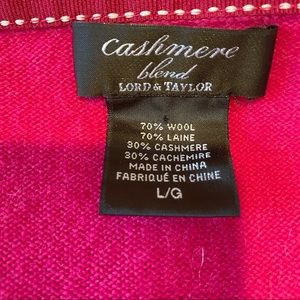 Cashmere
blend
LORD & TAYLOR
70% WOOL
70% LAINE
30% CASHMERE
30% CACHEMIRE
MADE IN CHINA
FABRIQUÉ EN CHINE
L/G